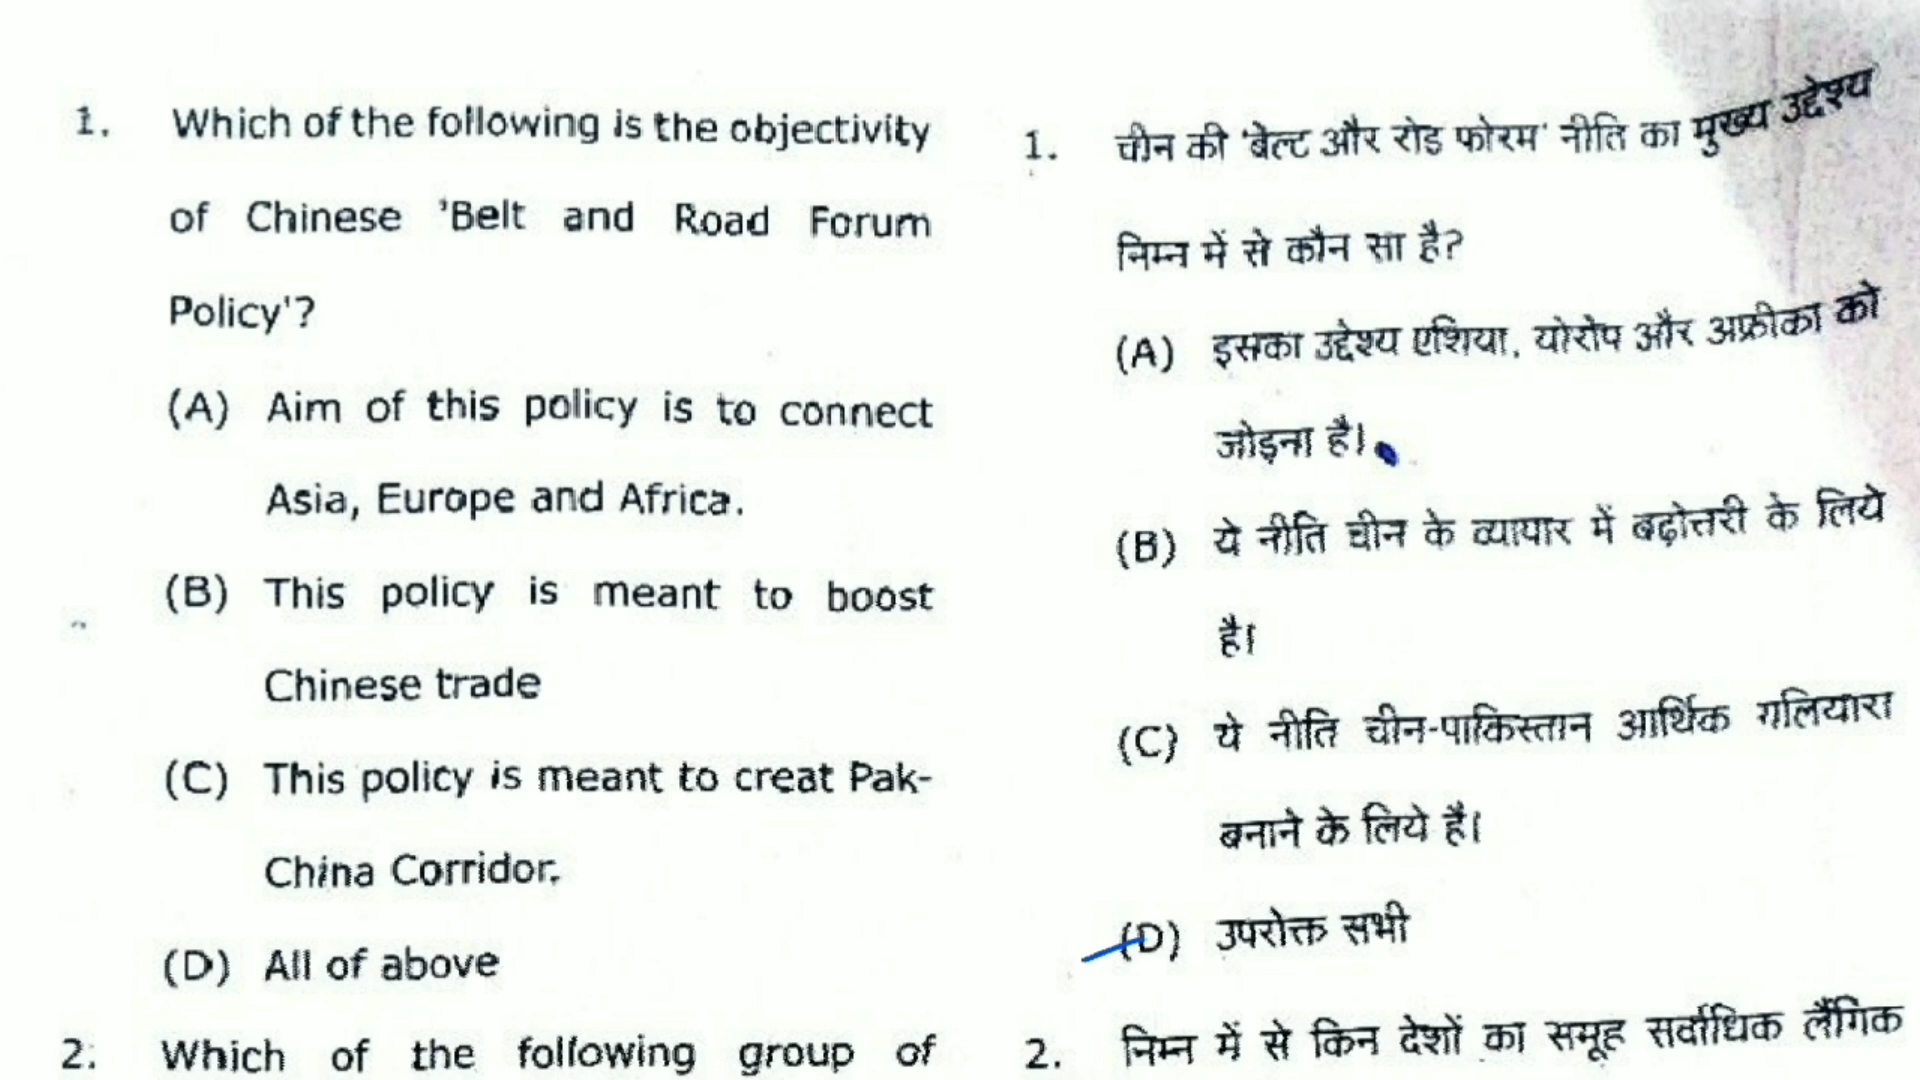 1. Which of the following is the objectivity
of Chinese 'Belt and Road Forum
Policy'?
(A) Aim of this policy is to connect
Asia, Europe and Africa.
(B) This policy is meant to boost
Chinese trade
(C) This policy is meant to creat Pak-
China Corridor.
(D) All of above
2. Which of the following group of
1. चीन की 'बेल्ट और रोड फोरम' नीति का मुख्य उद्देश्य
निम्न में से कौन सा है?
(A) इसका उद्देश्य एशिया, योरोप और अफ्रीका को
जोड़ना है।
(B) ये नीति चीन के व्यापार में बढ़ोत्तरी के लिये
है।
(C) ये नीति चीन-पाकिस्तान आर्थिक गलियारा
बनाने के लिये है।
(D) उपरोक्त सभी
2. निम्न में से किन देशों का समूह सर्वाधिक लैंगिक